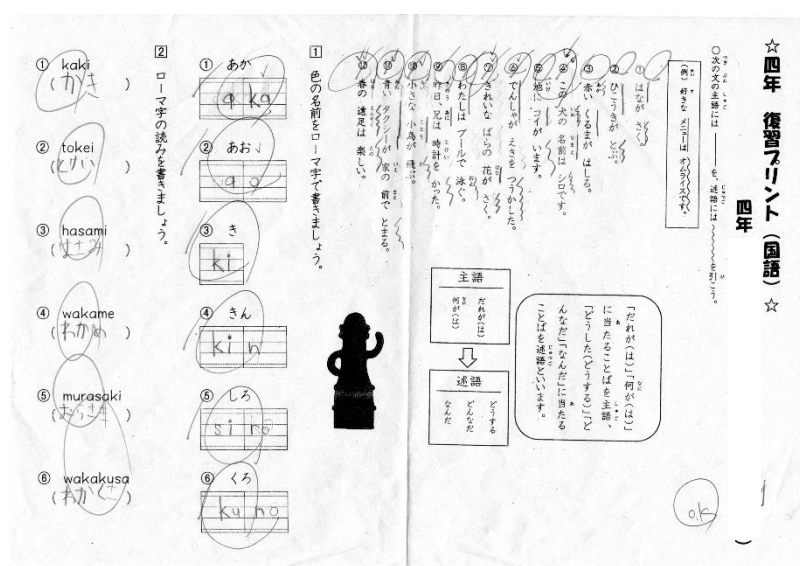 ☆四年 復習プリント(国語)☆
四年
)
○次の文の主語には――を、述語には〜〜〜を引こう。
(例) 好きな メニューは オムライスです。
① はなが さく。
② ひこうきが とぶ。
③ 赤い くるまが はしる。
④ この 犬の 名前は シロです。
⑤ 池に コイが います。
⑥ でんしゃが えきを つうかした。
⑦ きれいな ばらの 花が さく。
⑧ わたしは プールで 泳ぐ。
⑨ 昨日、兄は 時計を かった。
⑩ 小さな 小鳥が 飛ぶ。
⑪ 青い タクシーが 家の 前で とまる。
⑫ 春の 遠足は 楽しい。
「だれが(は)」「何が(は)」
に当たることばを主語、
「どうした(どうする)」「ど
んなだ」「なんだ」に当たる
ことばを述語といいます。
主語
だれが(は)
何が(は)
述語
どうする
どんなだ
なんだ
o.k
1 色の名前をローマ字で書きましょう。
① あか
a ka
② あお
a o
③ き
ki
④ きん
ki n
⑤ しろ
si ro
⑥ くろ
ku ro
2 ローマ字の読みを書きましょう。
① kaki
(かき)
② tokei
(とけい)
③ hasami
(はさみ)
④ wakame
(わかめ)
⑤ murasaki
(むらさき)
⑥ wakakusa
(わかくさ)